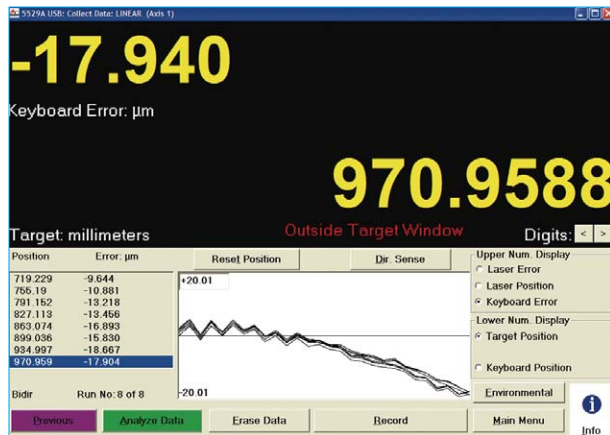 5529A USB: Collect Data: LINEAR (Axis 1)
-17.940
Keyboard Error: µm
970.9588
Outside Target Window
Target: millimeters
Digits: < >
Position Error: µm
719.229 -9.644
755.19 -10.881
791.152 -13.218
827.113 -13.456
863.074 -16.893
899.036 -15.830
934.997 -18.667
970.959 -17.904
Bidir Run No: 8 of 8
Reset Position Dir. Sense
+20.01
-20.01
Upper Num. Display
Laser Error
Laser Position
Keyboard Error
Lower Num. Display
Target Position
Keyboard Position
Environmental
Previous Analyze Data Erase Data Record Main Menu
Info